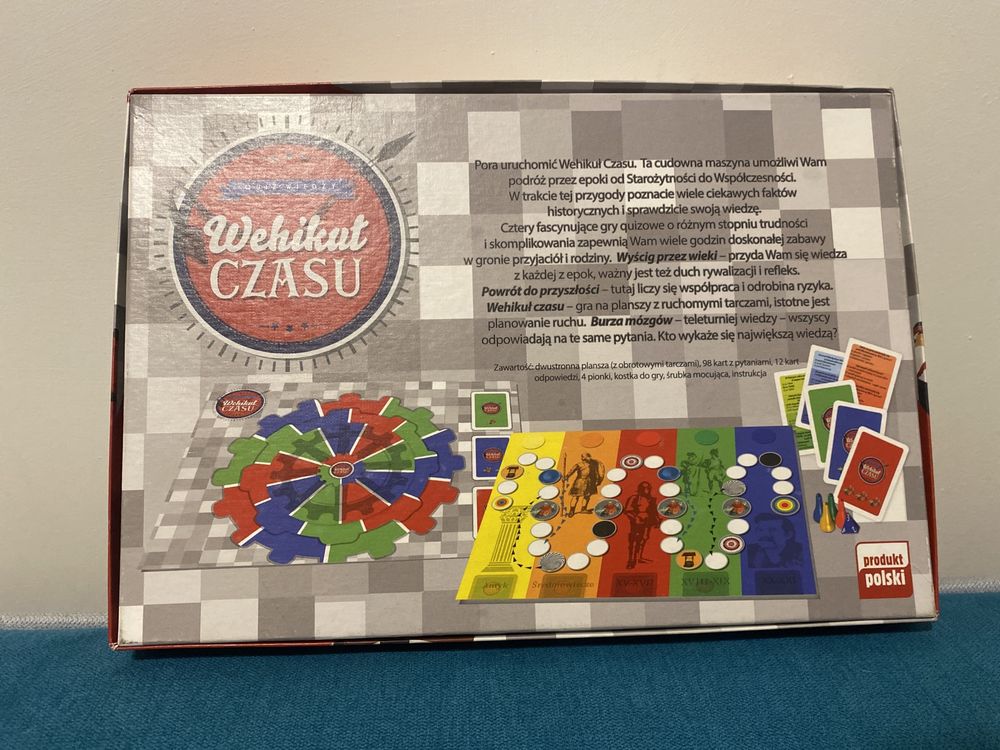 QUIZ WIEDZY
Wehikuł
CZASU
Pora uruchomić Wehikuł Czasu. Ta cudowna maszyna umożliwi Wam
podróż przez epoki od Starożytności do Współczesności.
W trakcie tej przygody poznacie wiele ciekawych faktów
historycznych i sprawdzicie swoją wiedzę.
Cztery fascynujące gry quizowe o różnym stopniu trudności
i skomplikowania zapewnią Wam wiele godzin doskonałej zabawy
w gronie przyjaciół i rodziny. Wyścig przez wieki – przyda Wam się wiedza
z każdej z epok, ważny jest też duch rywalizacji i refleks.
Powrót do przyszłości – tutaj liczy się współpraca i odrobina ryzyka.
Wehikuł czasu – gra na planszy z ruchomymi tarczami, istotne jest
planowanie ruchu. Burza mózgów – teleturniej wiedzy – wszyscy
odpowiadają na te same pytania. Kto wykaże się największą wiedzą?
Zawartość: dwustronna plansza (z obrotowymi tarczami), 98 kart z pytaniami, 12 kart
odpowiedzi, 4 pionki, kostka do gry, śrubka mocująca, instrukcja
Wehikuł
CZASU
Antyk
Średniowiecze
XV-XVII
XVIII-XIX
XX-XXI
produkt
polski